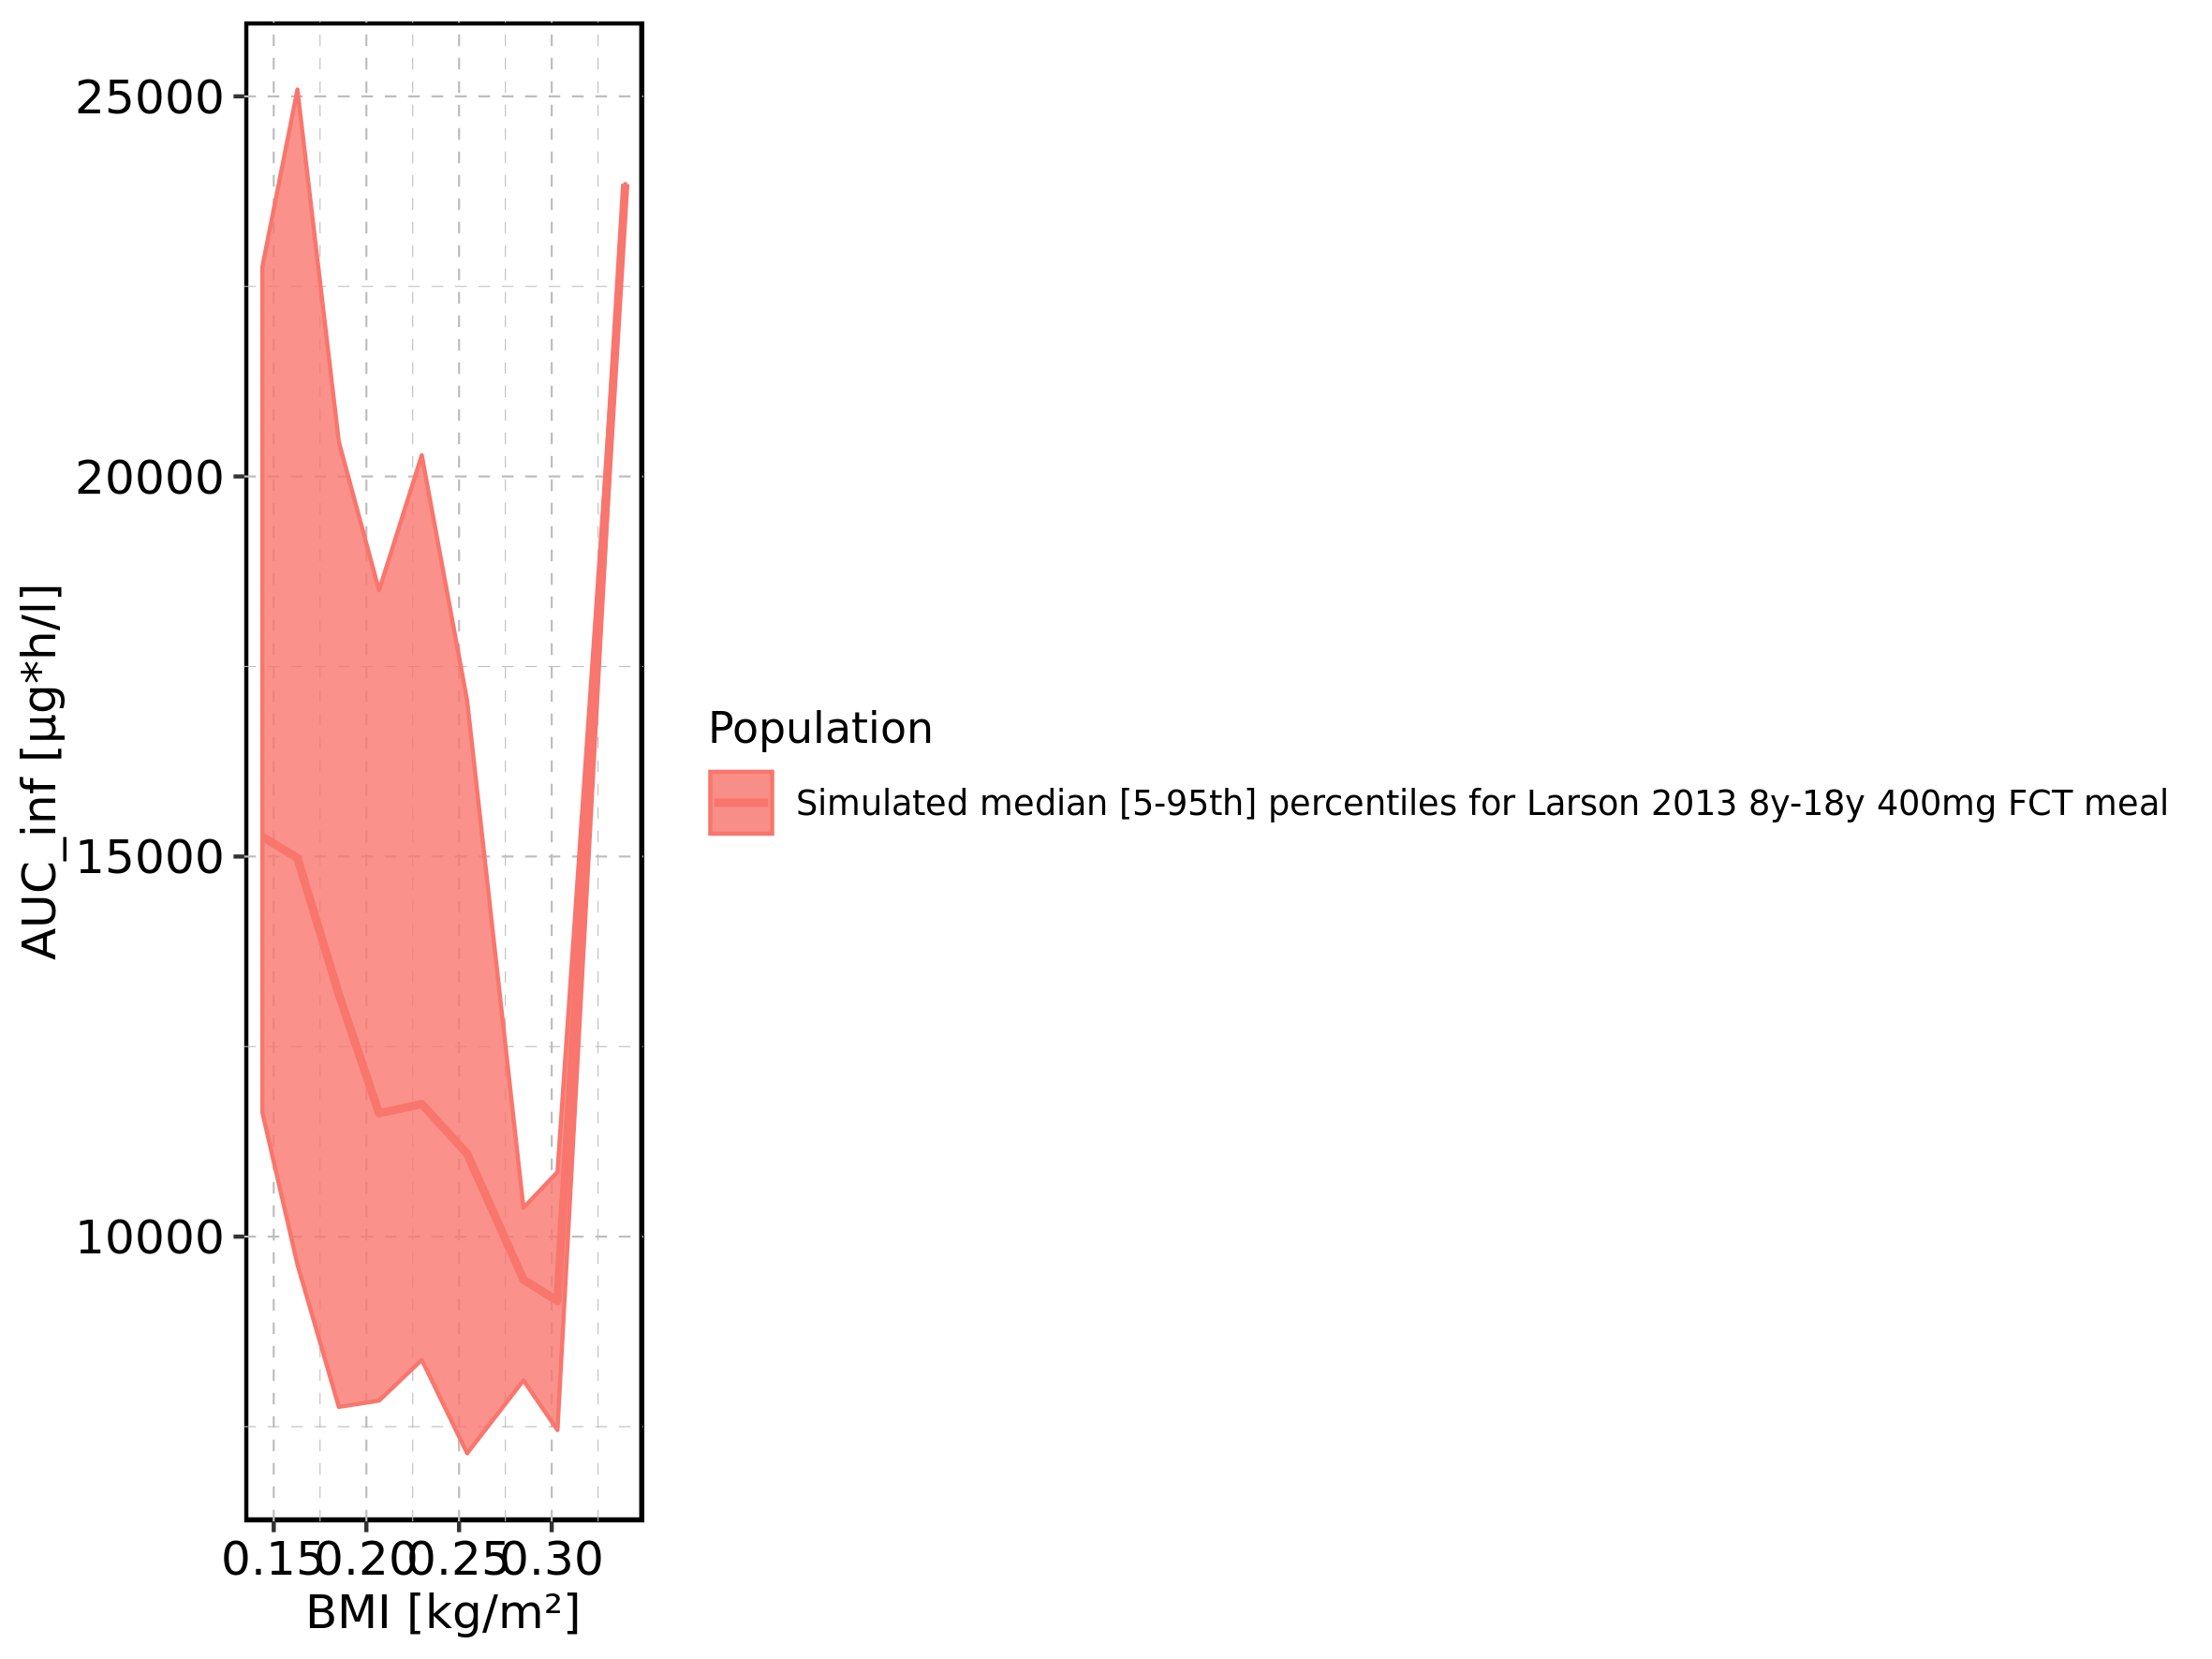 25000
20000
15000
10000
AUC_inf [µg*h/l]
0.15 0.20 0.25 0.30
BMI [kg/m²]
Population
Simulated median [5-95th] percentiles for Larson 2013 8y-18y 400mg FCT meal